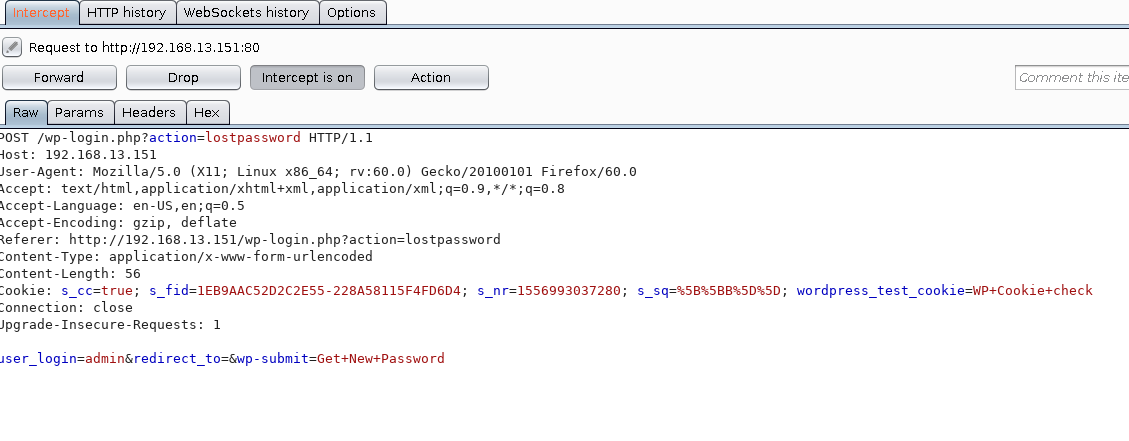 Intercept HTTP history WebSockets history Options
Request to http://192.168.13.151:80
Forward Drop Intercept is on Action Comment this ite
Raw Params Headers Hex
POST /wp-login.php?action=lostpassword HTTP/1.1
Host: 192.168.13.151
User-Agent: Mozilla/5.0 (X11; Linux x86_64; rv:60.0) Gecko/20100101 Firefox/60.0
Accept: text/html,application/xhtml+xml,application/xml;q=0.9,*/*;q=0.8
Accept-Language: en-US,en;q=0.5
Accept-Encoding: gzip, deflate
Referer: http://192.168.13.151/wp-login.php?action=lostpassword
Content-Type: application/x-www-form-urlencoded
Content-Length: 56
Cookie: s_cc=true; s_fid=1EB9AAC52D2C2E55-228A58115F4FD6D4; s_nr=1556993037280; s_sq=%5B%5BB%5D%5D; wordpress_test_cookie=WP+Cookie+check
Connection: close
Upgrade-Insecure-Requests: 1
user_login=admin&redirect_to=&wp-submit=Get+New+Password